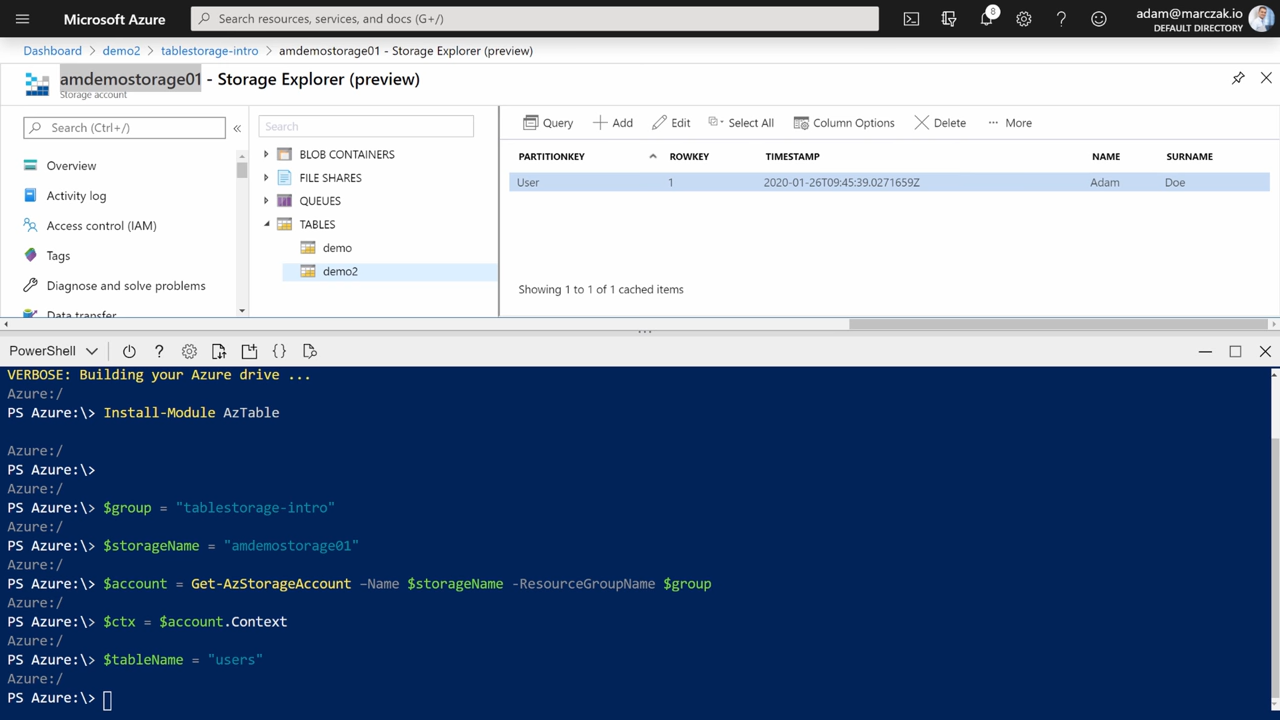 Microsoft Azure
Search resources, services, and docs (G+/)
8
adam@marczak.io
DEFAULT DIRECTORY
Dashboard > demo2 > tablestorage-intro > amdemostorage01 - Storage Explorer (preview)
amdemostorage01 - Storage Explorer (preview)
Storage account
Search (Ctrl+/)
Overview
Activity log
Access control (IAM)
Tags
Diagnose and solve problems
Data transfer
Search
BLOB CONTAINERS
FILE SHARES
QUEUES
TABLES
demo
demo2
Query Add Edit Select All Column Options Delete ··· More
PARTITIONKEY ROWKEY TIMESTAMP NAME SURNAME
User 1 2020-01-26T09:45:39.0271659Z Adam Doe
Showing 1 to 1 of 1 cached items
PowerShell
VERBOSE: Building your Azure drive ...
Azure:/
PS Azure:\> Install-Module AzTable
Azure:/
PS Azure:\>
Azure:/
PS Azure:\> $group = "tablestorage-intro"
Azure:/
PS Azure:\> $storageName = "amdemostorage01"
Azure:/
PS Azure:\> $account = Get-AzStorageAccount –Name $storageName -ResourceGroupName $group
Azure:/
PS Azure:\> $ctx = $account.Context
Azure:/
PS Azure:\> $tableName = "users"
Azure:/
PS Azure:\>